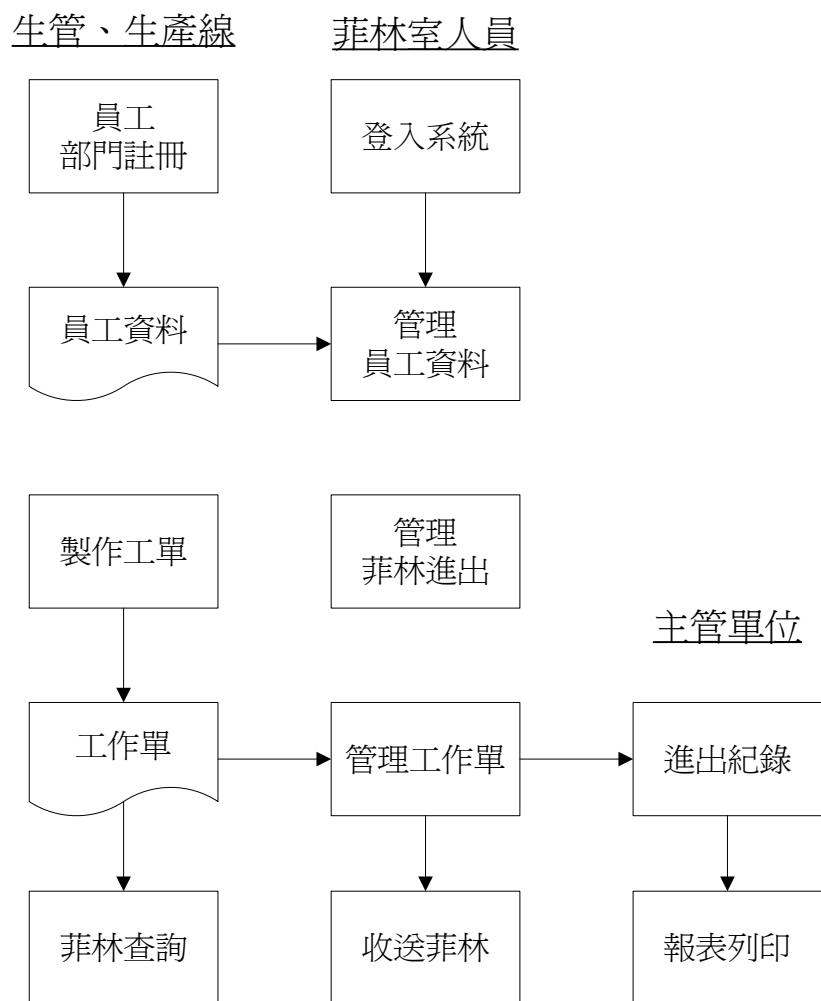 生管、生產線
菲林室人員
員工
部門註冊
登入系統
員工資料
管理
員工資料
製作工單
管理
菲林進出
主管單位
工作單
管理工作單
進出紀錄
菲林查詢
收送菲林
報表列印